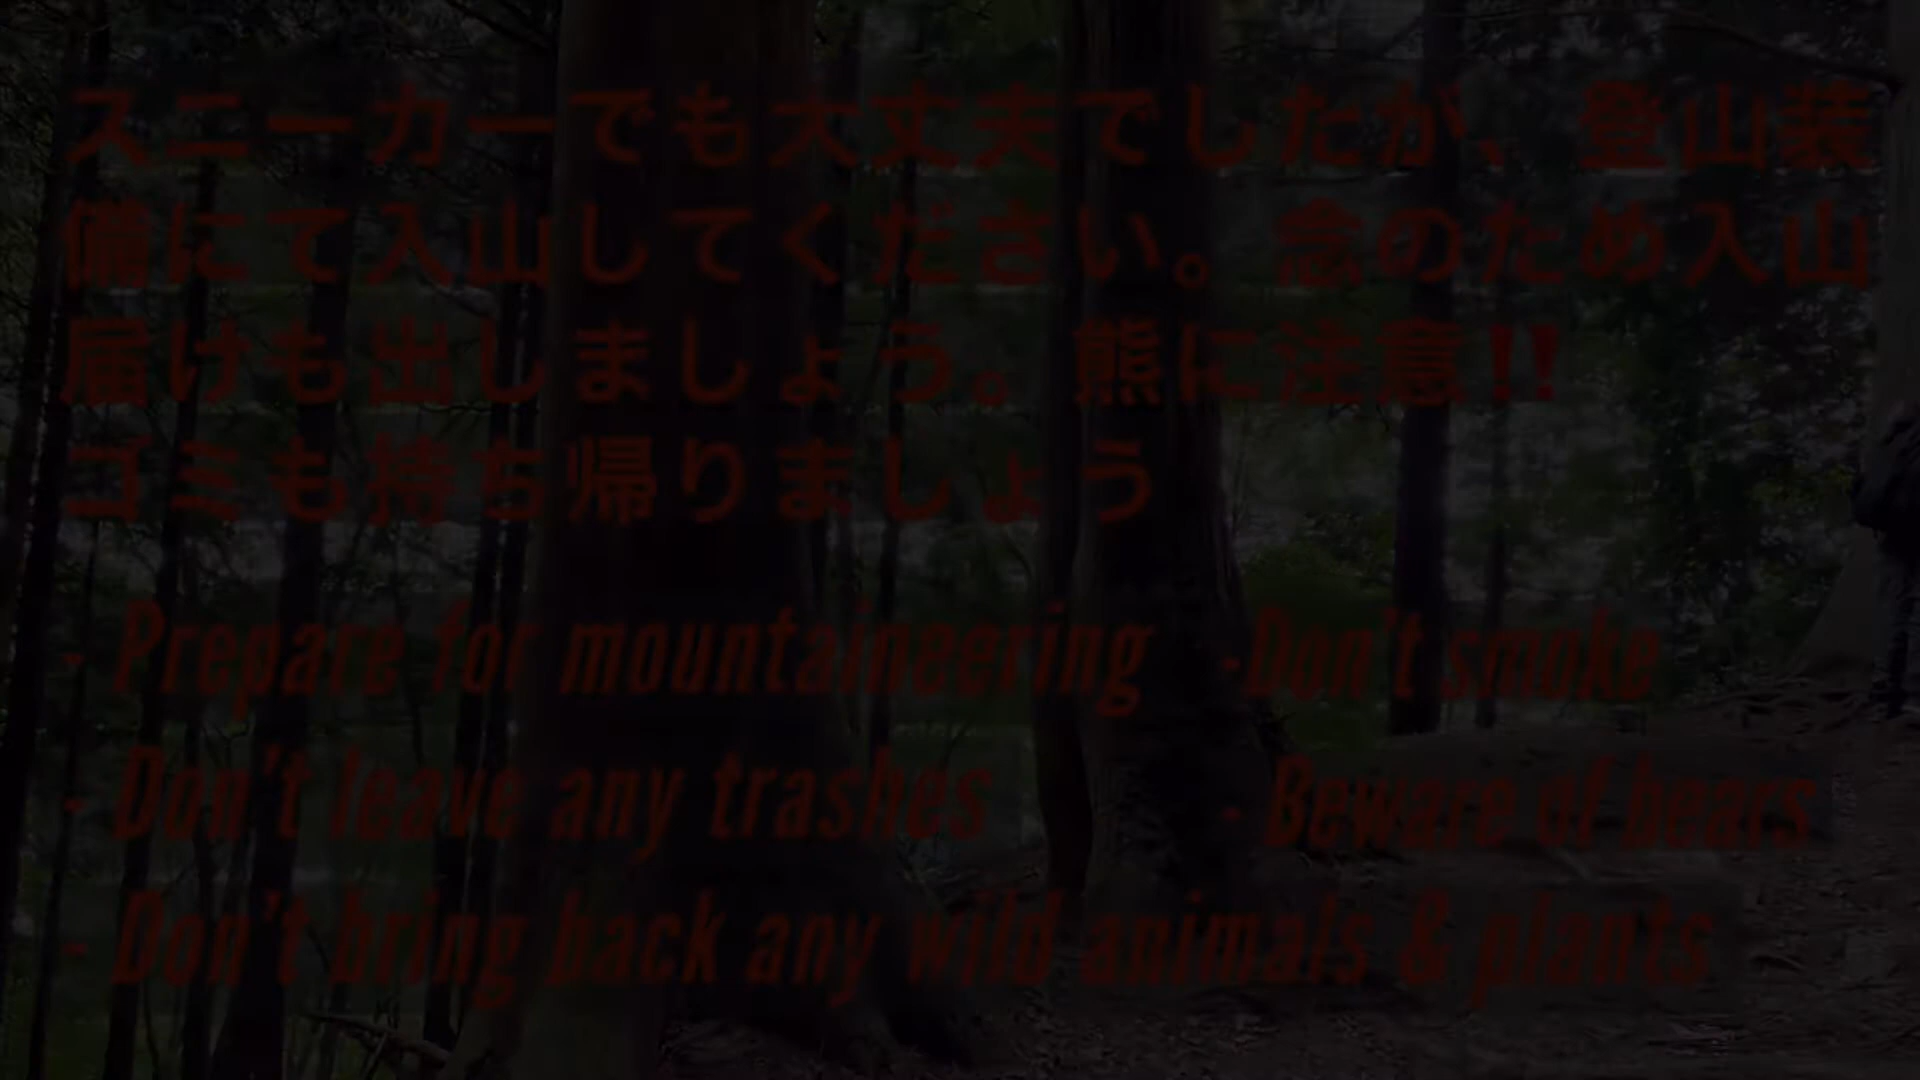 スニーカーでも大丈夫でしたが、登山装
備にて入山してください。念のため入山
届けも出しましょう。熊に注意!!
ゴミも持ち帰りましょう
- Prepare for mountaineering -Don't smoke
- Don't leave any trashes - Beware of bears
- Don't bring back any wild animals & plants